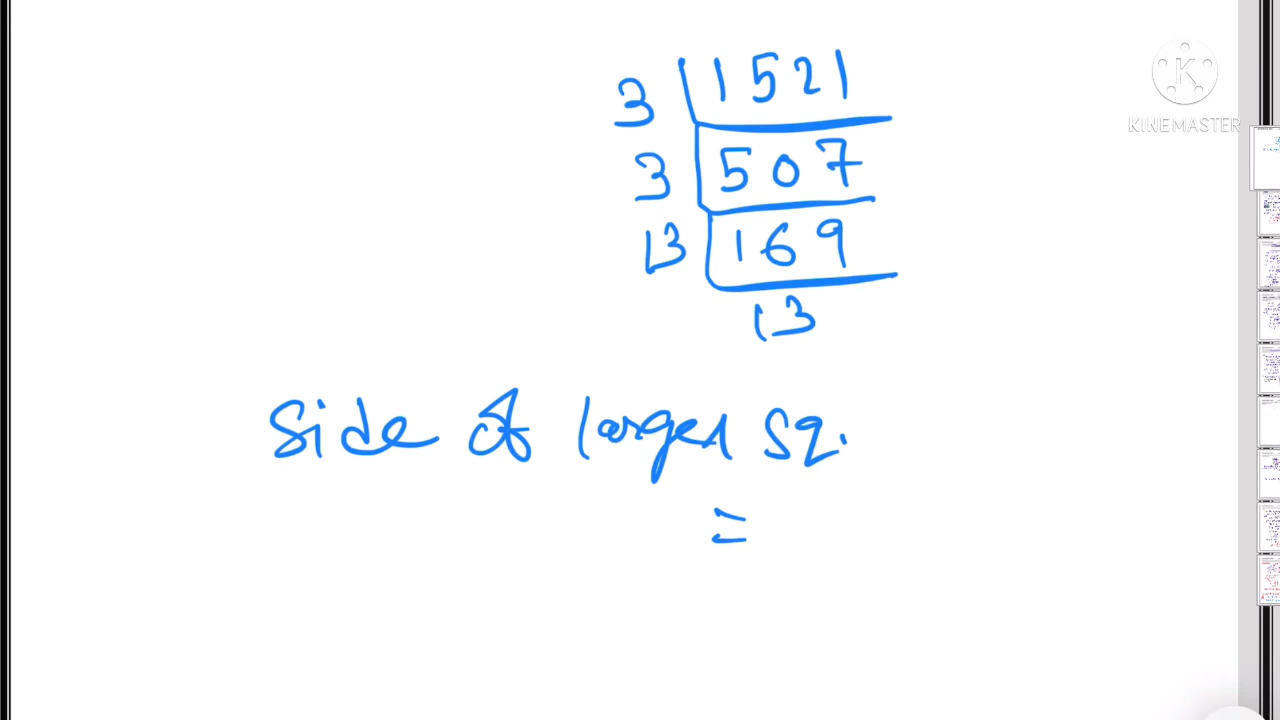 3 1521
3 507
13 169
13
Side of larger sq.
=
K
KINEMASTER